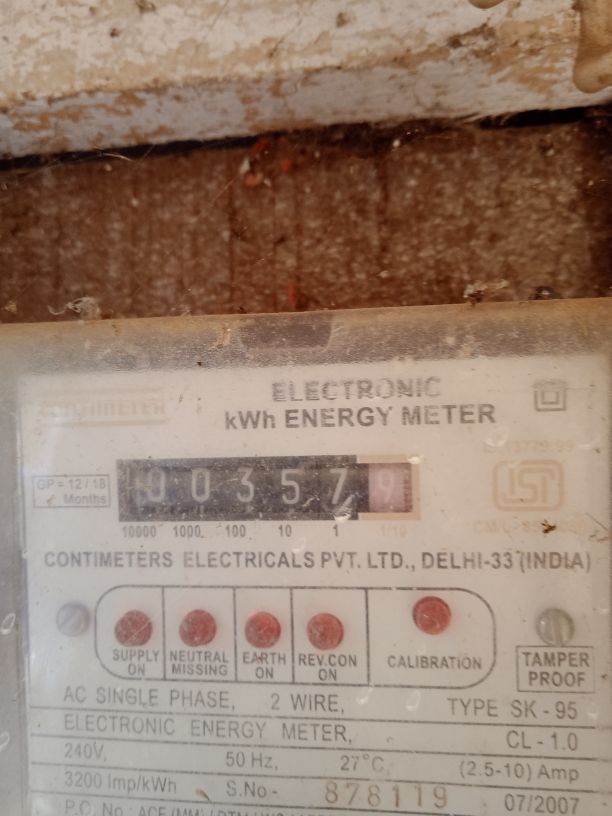 CONTIMETER
ELECTRONIC
kWh ENERGY METER
GP = 12 / 18
Months
0 0 3 5 7 9
10000 1000 100 10 1 1/10
ISI
CONTIMETERS ELECTRICALS PVT. LTD., DELHI-33 (INDIA)
SUPPLY ON
NEUTRAL MISSING
EARTH ON
REV.CON ON
CALIBRATION
TAMPER PROOF
AC SINGLE PHASE, 2 WIRE, TYPE SK - 95
ELECTRONIC ENERGY METER, CL - 1.0
240V, 50 Hz, 27°C, (2.5-10) Amp
3200 Imp/kWh S.No - 878119 07/2007
P.O. No.